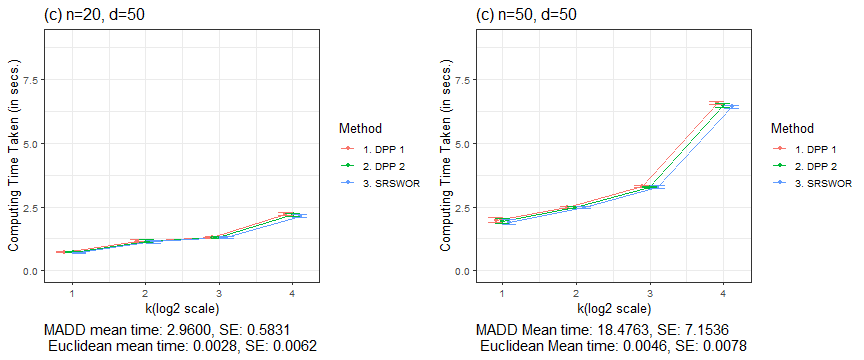 (c) n=20, d=50
Computing Time Taken (in secs.)
7.5
5.0
2.5
0.0
1 2 3 4
k(log2 scale)
Method
1. DPP 1
2. DPP 2
3. SRSWOR
MADD mean time: 2.9600, SE: 0.5831
Euclidean mean time: 0.0028, SE: 0.0062
(c) n=50, d=50
Computing Time Taken (in secs.)
7.5
5.0
2.5
0.0
1 2 3 4
k(log2 scale)
Method
1. DPP 1
2. DPP 2
3. SRSWOR
MADD Mean time: 18.4763, SE: 7.1536
Euclidean Mean time: 0.0046, SE: 0.0078